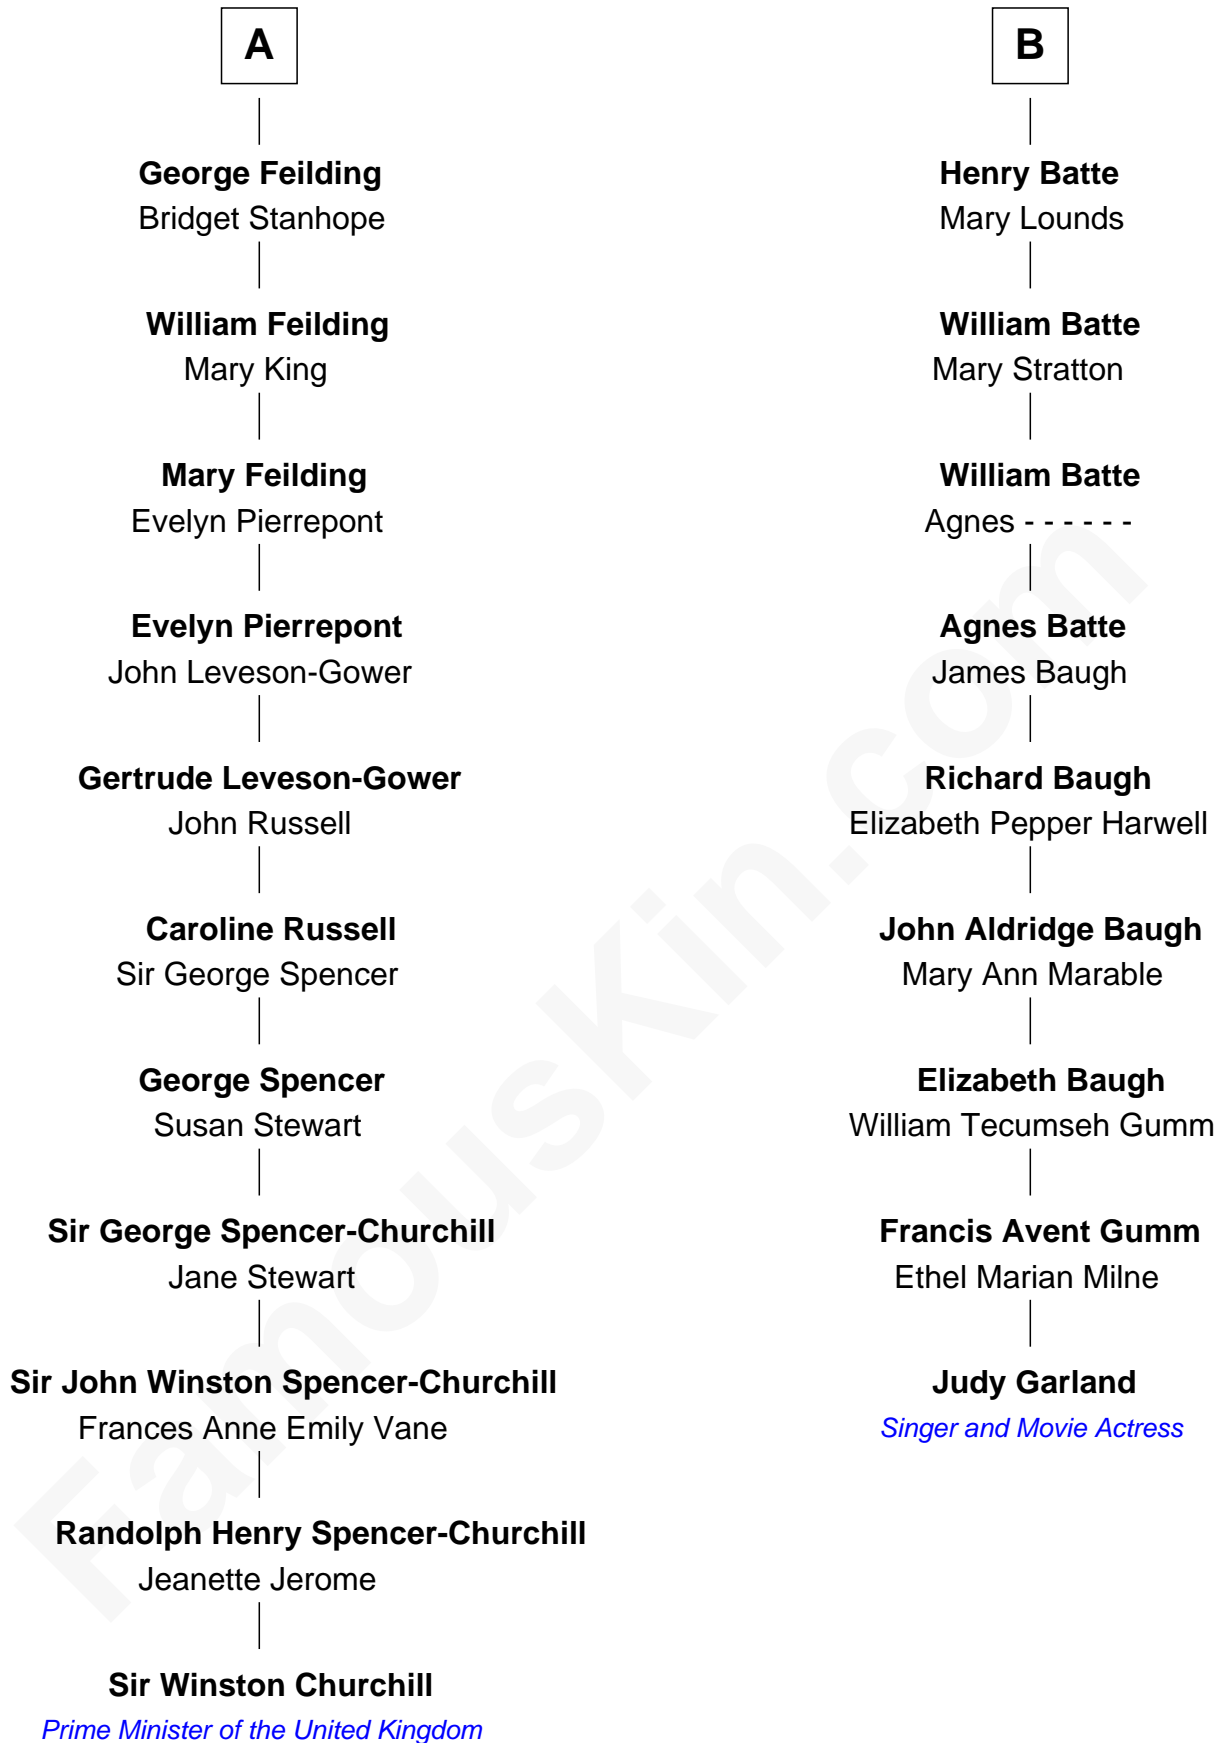 A
George Feilding
Bridget Stanhope
William Feilding
Mary King
Mary Feilding
Evelyn Pierrepont
Evelyn Pierrepont
John Leveson-Gower
Gertrude Leveson-Gower
John Russell
Caroline Russell
Sir George Spencer
George Spencer
Susan Stewart
Sir George Spencer-Churchill
Jane Stewart
Sir John Winston Spencer-Churchill
Frances Anne Emily Vane
Randolph Henry Spencer-Churchill
Jeanette Jerome
Sir Winston Churchill
Prime Minister of the United Kingdom
B
Henry Batte
Mary Lounds
William Batte
Mary Stratton
William Batte
Agnes - - - - - -
Agnes Batte
James Baugh
Richard Baugh
Elizabeth Pepper Harwell
John Aldridge Baugh
Mary Ann Marable
Elizabeth Baugh
William Tecumseh Gumm
Francis Avent Gumm
Ethel Marian Milne
Judy Garland
Singer and Movie Actress
FamousKin.com